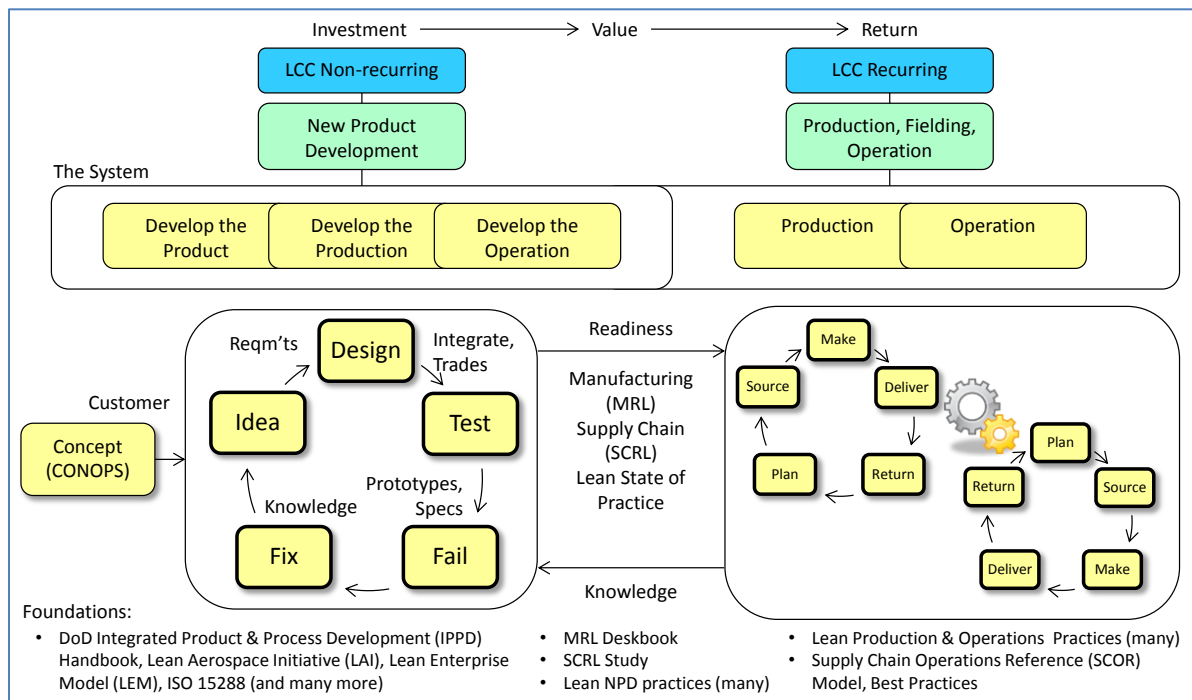 Investment
Value
Return
LCC Non-recurring
LCC Recurring
New Product
Development
Production, Fielding,
Operation
The System
Develop the
Product
Develop the
Production
Develop the
Operation
Production
Operation
Customer
Concept
(CONOPS)
Reqm'ts
Design
Integrate,
Trades
Idea
Test
Prototypes,
Specs
Knowledge
Fix
Fail
Readiness
Manufacturing
(MRL)
Supply Chain
(SCRL)
Lean State of
Practice
Knowledge
Make
Source
Deliver
Plan
Return
Plan
Return
Source
Deliver
Make
Foundations:
• DoD Integrated Product & Process Development (IPPD)
Handbook, Lean Aerospace Initiative (LAI), Lean Enterprise
Model (LEM), ISO 15288 (and many more)
• MRL Deskbook
• SCRL Study
• Lean NPD practices (many)
• Lean Production & Operations Practices (many)
• Supply Chain Operations Reference (SCOR)
Model, Best Practices